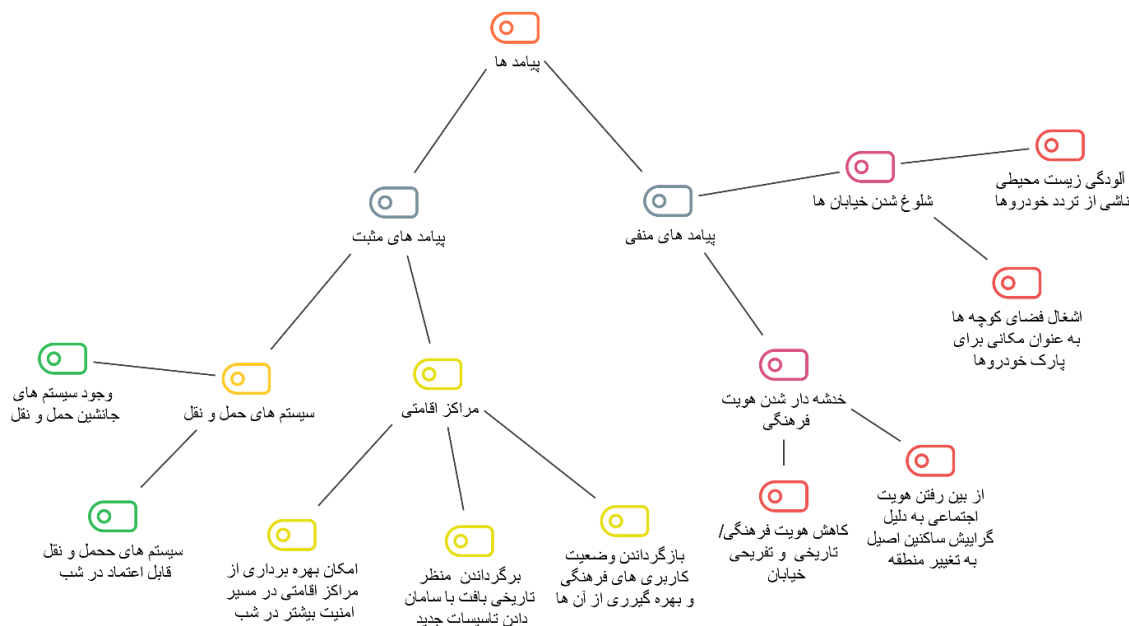 پیامد ها
پیامد های مثبت
پیامد های منفی
شلوغ شدن خیابان ها
آلودگی زیست محیطی
ناشی از تردد خودروها
اشغال فضای کوچه ها
به عنوان مکانی برای
پارک خودروها
خدشه دار شدن هویت
فرهنگی
از بین رفتن هویت
اجتماعی به دلیل
گراییش ساکنین اصیل
به تغییر منطقه
کاهش هویت فرهنگی/
تاریخی و تفریحی
خیابان
مراکز اقامتی
بازگرداندن وضعیت
کاربری های فرهنگی
و بهره گیرری از آن ها
برگرداندن منظر
تاریخی بافت با سامان
دادن تاسیسات جدید
امکان بهره برداری از
مراکز اقامتی در مسیر
امنیت بیشتر در شب
سیستم های حمل و نقل
وجود سیستم های
جانشین حمل و نقل
سیستم های ححمل و نقل
قابل اعتماد در شب